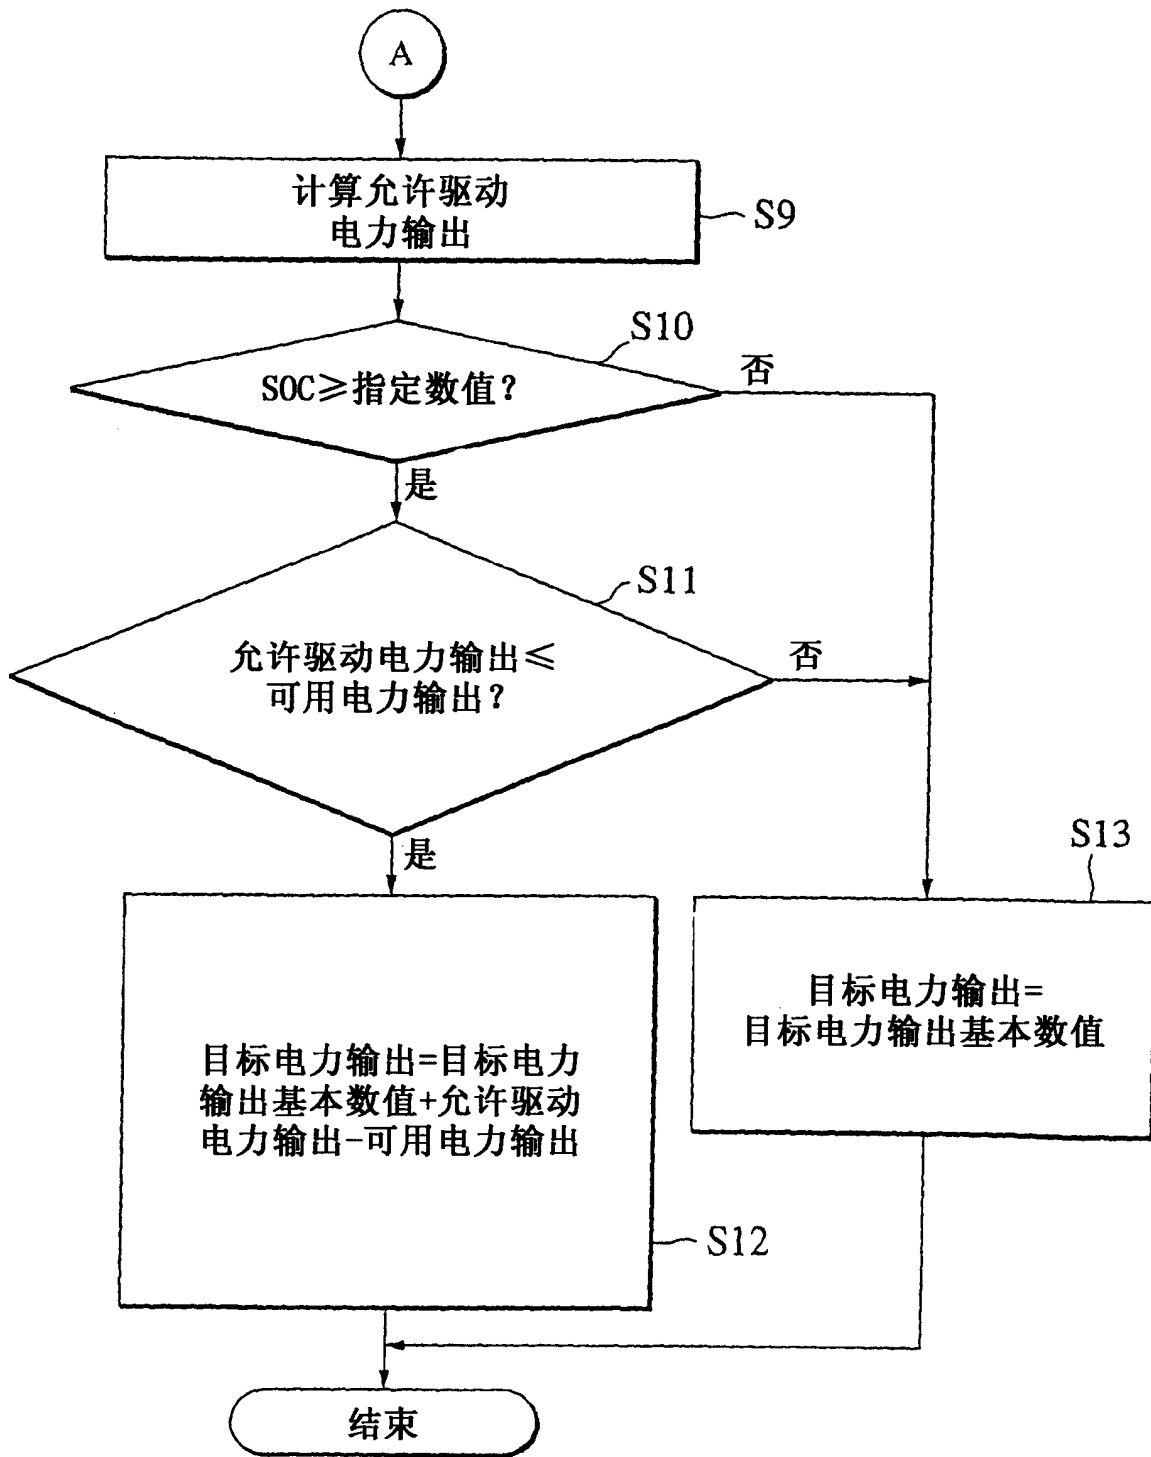 A
计算允许驱动
电力输出
S9
S10
SOC≥指定数值?
否
是
S11
允许驱动电力输出≤
可用电力输出?
否
是
S13
目标电力输出=
目标电力输出基本数值
目标电力输出=目标电力
输出基本数值+允许驱动
电力输出-可用电力输出
S12
结束